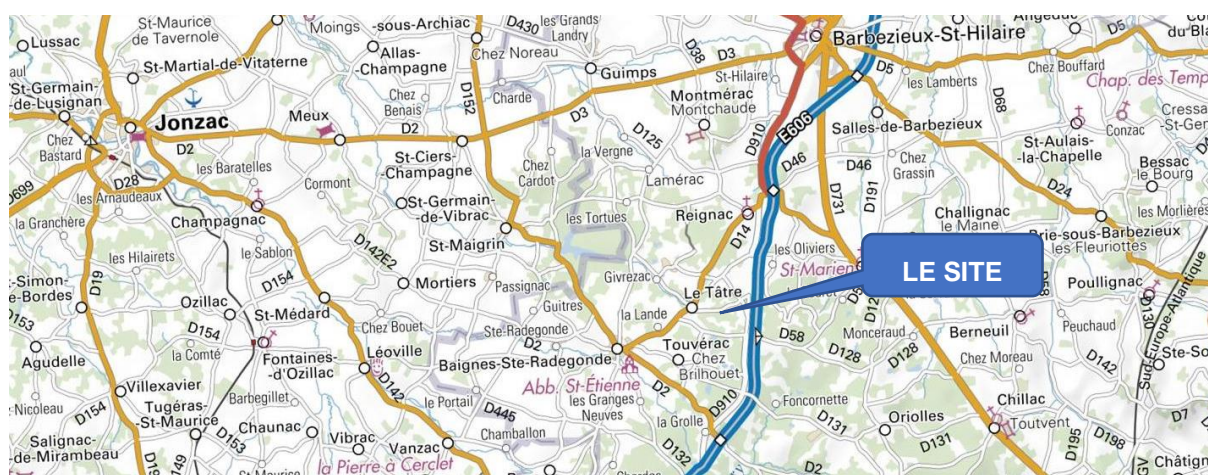 St-Maurice
de Tavernole
Moings
-sous-Archiac
D430
les Grands
Landry
Lussac
Allas-
Champagne
Chez Noreau
D38
D3
Barbezieux-St-Hilaire
D5
Chez Bouffard
St-Martial-de-Vitaterne
Guimps
St-Hilaire
les Lamberts
Chap. des Temp
St-Germain-
de-Lusignan
Chez
Benais
D152
Charde
Montmérac
Montchaude
D68
Cressa
Jonzac
Meux
D2
D3
D910
E606
Salles-de-Barbezieux
Conzac
Chez
Bastard
D2
D125
la Vergne
St-Aulais-
-la-Chapelle
les Baratelles
St-Ciers-
Champagne
Chez
Cardot
D46
D46
Chez
Grassin
Bessac
le Bourg
D699
D28
Cormont
Lamérac
D24
les Arnaudeaux
St-Germain-
-de-Vibrac
D731
D191
la Granchère
Champagnac
les Tortues
Reignac
Challignac
le Maine
les Morlières
St-Maigrin
D14
les Oliviers
Brie-sous-Barbezieux
les Fleuriottes
les Hilairets
le Sablon
D142E2
St-Marien
LE SITE
D19
D154
Mortiers
Passignac
Givrezac
Poullignac
Ozillac
St-Médard
Guitres
Le Tâtre
D153
D154
Chez Bouet
la Lande
Berneuil
D130
Peuchaud
Ste-Radegonde
D58
Monceraud
la Comté
D2
Touvérac
D128
D128
Agudelle
Fontaines-
-d'Ozillac
Léoville
Baignes-Ste-Radegonde
Chez
Brilhouët
Chez Moreau
D142
Sud-Europe-Atlantique
Villexavier
Abb. St-Étienne
D2
Barbegillet
D142
le Portail
les Granges
Neuves
D910
Foncornette
Chillac
Tugéras-
St-Maurice
D154
D445
la Grolle
Oriolles
Toutvent
D7
Chaunac
D153
Vibrac
Vanzac
Chamballon
D131
D131
D132
D195
Salignac-
-de-Mirambeau
D149
la Pierre à Cerclet
D2
D198